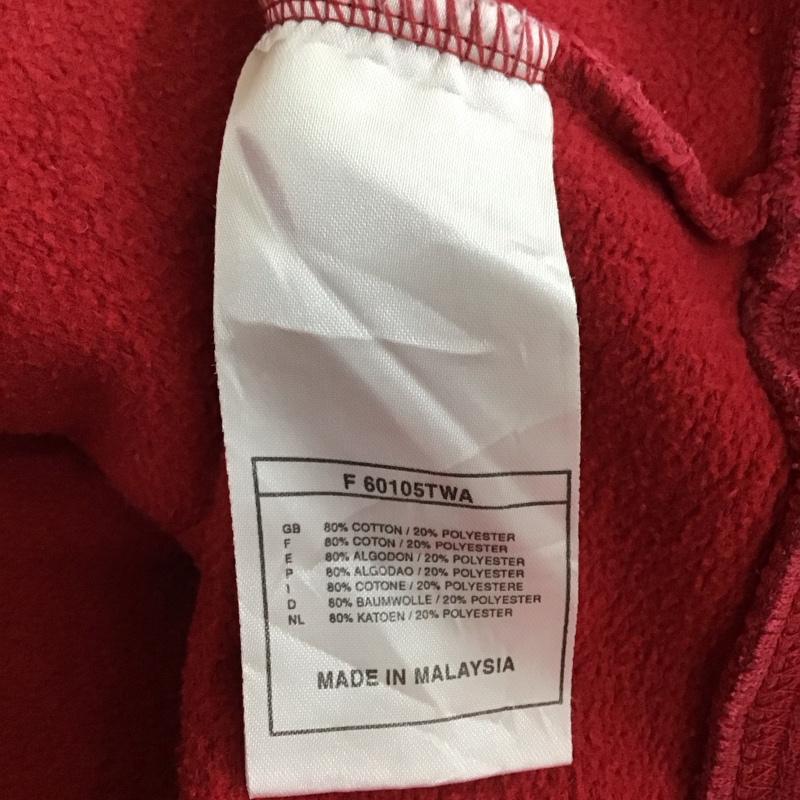 F 60105TWA
GB 80% COTTON / 20% POLYESTER
F 80% COTON / 20% POLYESTER
E 80% ALGODON / 20% POLYESTER
P 80% ALGODAO / 20% POLYESTER
I 80% COTONE / 20% POLYESTERE
D 80% BAUMWOLLE / 20% POLYESTER
NL 80% KATOEN / 20% POLYESTER
MADE IN MALAYSIA